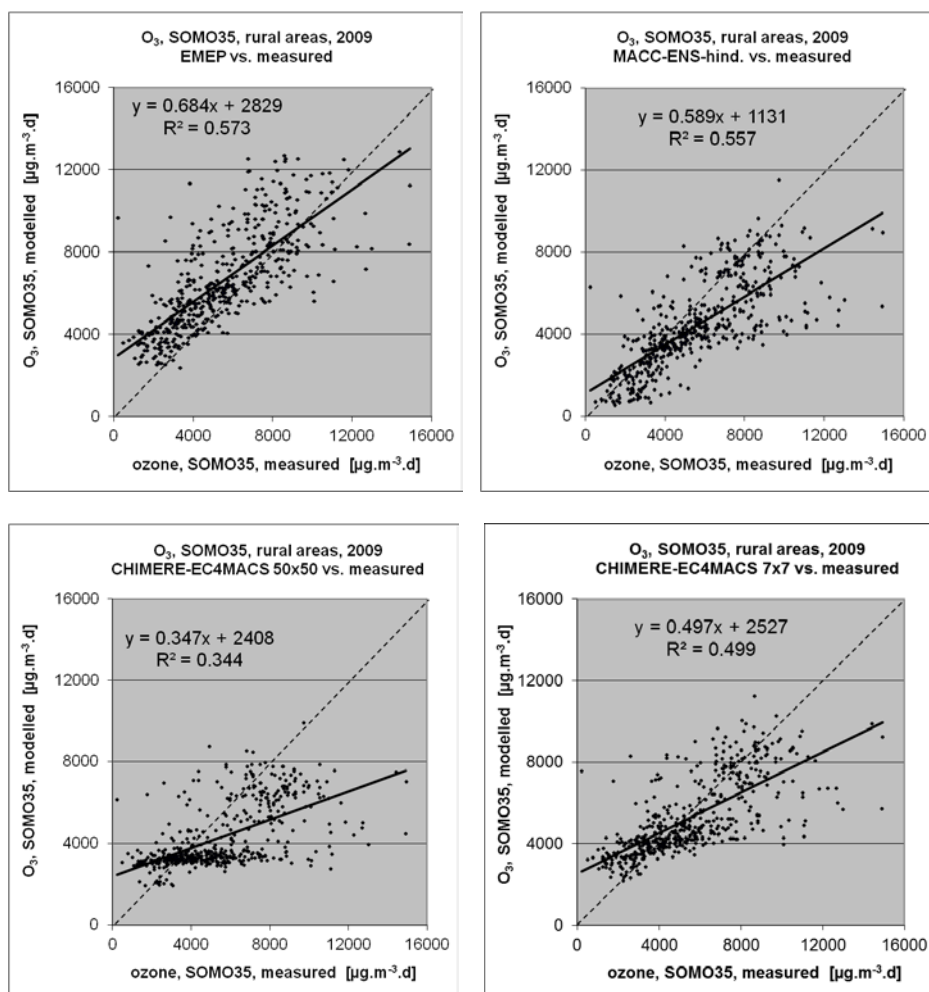 O₃, SOMO35, rural areas, 2009
EMEP vs. measured
16000
12000
8000
4000
0
O₃, SOMO35, modelled [µg.m⁻³.d]
y = 0.684x + 2829
R² = 0.573
0 4000 8000 12000 16000
ozone, SOMO35, measured [µg.m⁻³.d]
O₃, SOMO35, rural areas, 2009
MACC-ENS-hind. vs. measured
16000
12000
8000
4000
0
O₃, SOMO35, modelled [µg.m⁻³.d]
y = 0.589x + 1131
R² = 0.557
0 4000 8000 12000 16000
ozone, SOMO35, measured [µg.m⁻³.d]
O₃, SOMO35, rural areas, 2009
CHIMERE-EC4MACS 50x50 vs. measured
16000
12000
8000
4000
0
O₃, SOMO35, modelled [µg.m⁻³.d]
y = 0.347x + 2408
R² = 0.344
0 4000 8000 12000 16000
ozone, SOMO35, measured [µg.m⁻³.d]
O₃, SOMO35, rural areas, 2009
CHIMERE-EC4MACS 7x7 vs. measured
16000
12000
8000
4000
0
O₃, SOMO35, modelled [µg.m⁻³.d]
y = 0.497x + 2527
R² = 0.499
0 4000 8000 12000 16000
ozone, SOMO35, measured [µg.m⁻³.d]